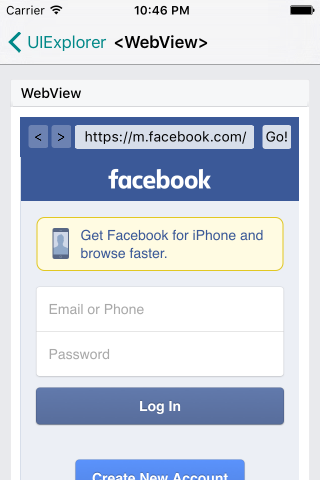 Carrier 10:46 PM
UIExplorer <WebView>
WebView
< > https://m.facebook.com/ Go!
facebook
Get Facebook for iPhone and
browse faster.
Email or Phone
Password
Log In
Create New Account